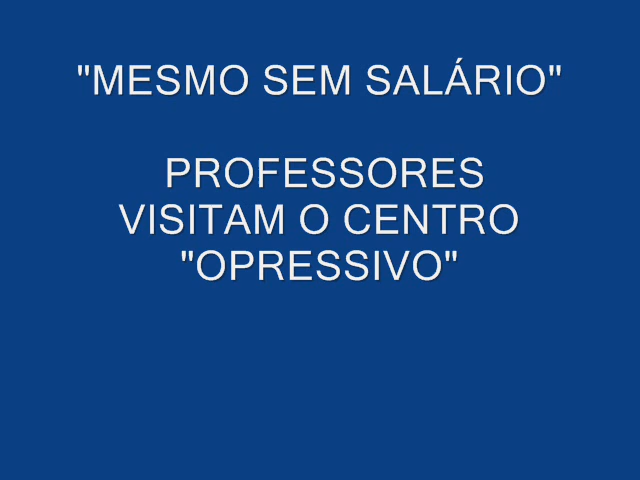 "MESMO SEM SALÁRIO"
PROFESSORES
VISITAM O CENTRO
"OPRESSIVO"